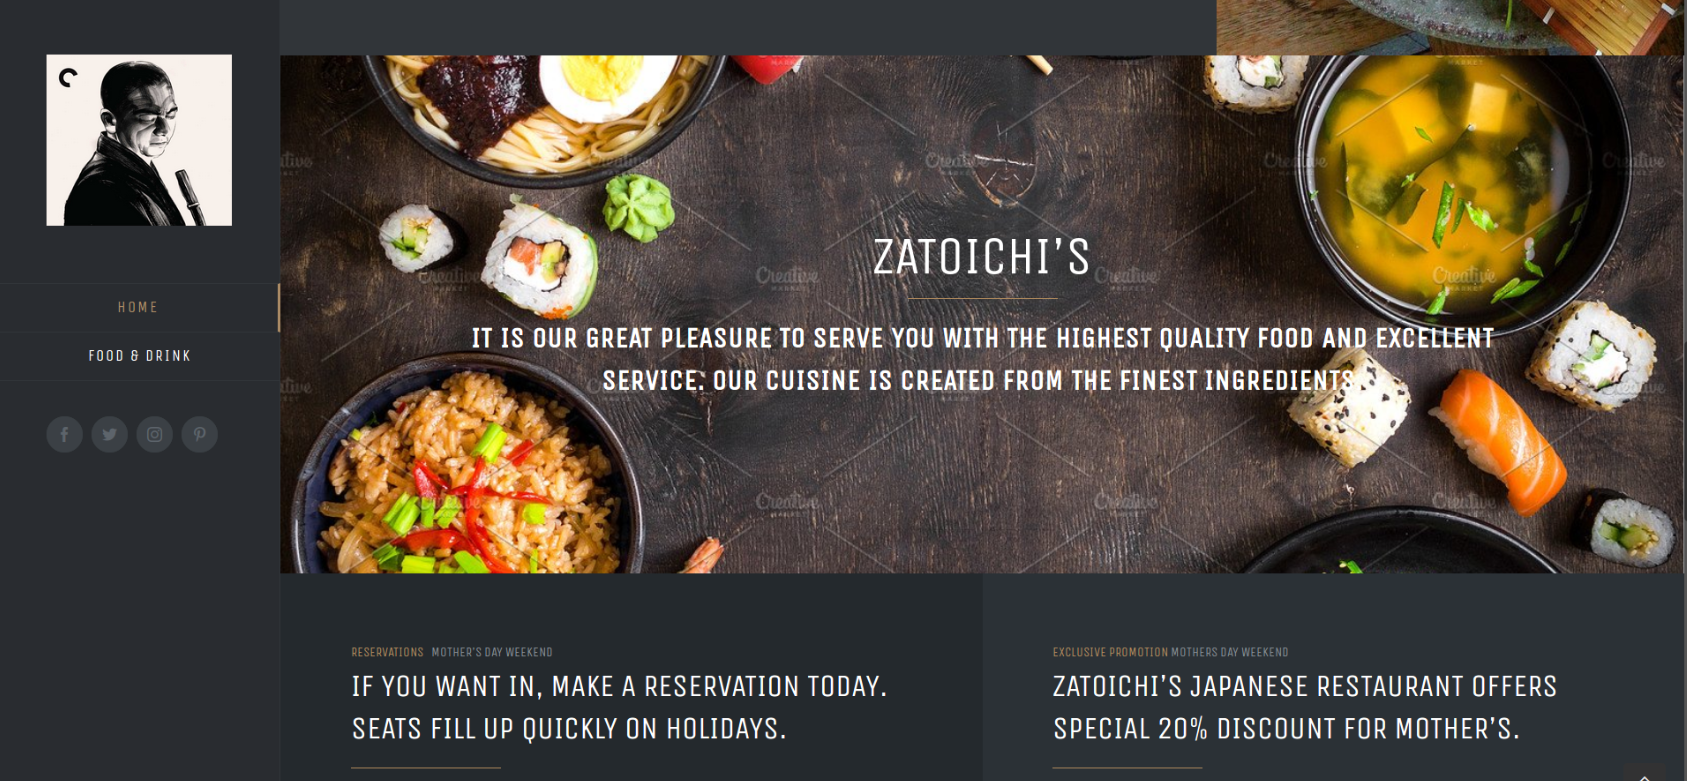 HOME
FOOD & DRINK
ZATOICHI'S
IT IS OUR GREAT PLEASURE TO SERVE YOU WITH THE HIGHEST QUALITY FOOD AND EXCELLENT
SERVICE. OUR CUISINE IS CREATED FROM THE FINEST INGREDIENTS.
RESERVATIONS MOTHER'S DAY WEEKEND
IF YOU WANT IN, MAKE A RESERVATION TODAY.
SEATS FILL UP QUICKLY ON HOLIDAYS.
EXCLUSIVE PROMOTION MOTHERS DAY WEEKEND
ZATOICHI'S JAPANESE RESTAURANT OFFERS
SPECIAL 20% DISCOUNT FOR MOTHER'S.
Creative
MARKET